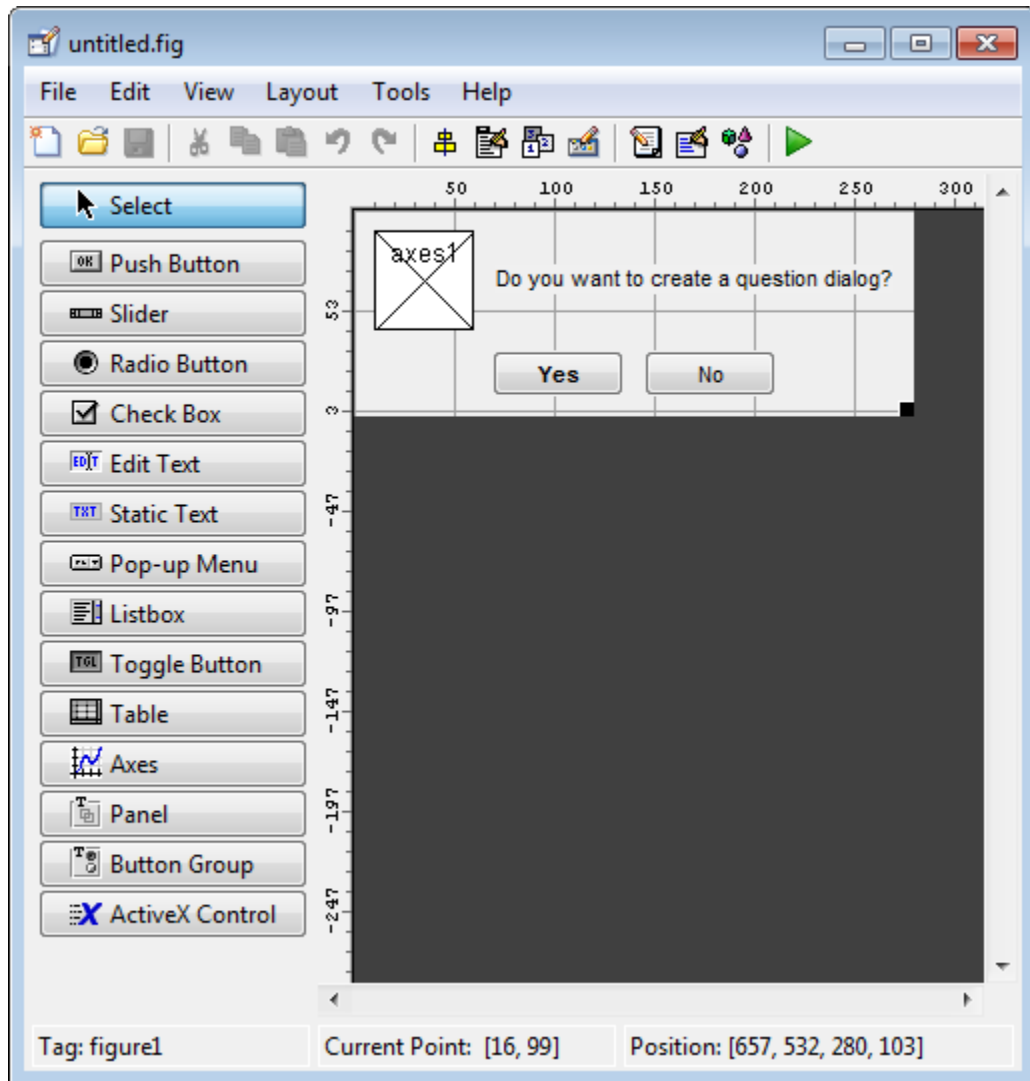 untitled.fig
File Edit View Layout Tools Help
50 100 150 200 250 300
Select
Push Button
Slider
Radio Button
Check Box
Edit Text
Static Text
Pop-up Menu
Listbox
Toggle Button
Table
Axes
Panel
Button Group
ActiveX Control
axes1
Do you want to create a question dialog?
Yes No
53
3
-47
-97
-147
-197
-247
Tag: figure1 Current Point: [16, 99] Position: [657, 532, 280, 103]